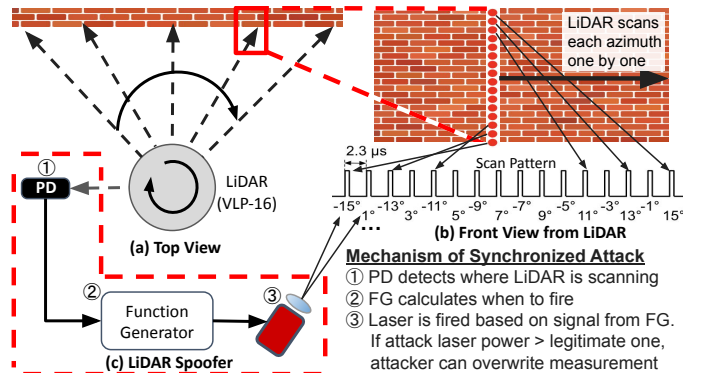 LiDAR scans
each azimuth
one by one
2.3 µs
Scan Pattern
-15° -13° -11° -9° -7° -5° -3° -1°
1° 3° 5° 7° 9° 11° 13° 15°
...
①
PD
LiDAR
(VLP-16)
(a) Top View
(b) Front View from LiDAR
②
Function
Generator
③
(c) LiDAR Spoofer
Mechanism of Synchronized Attack
① PD detects where LiDAR is scanning
② FG calculates when to fire
③ Laser is fired based on signal from FG.
If attack laser power > legitimate one,
attacker can overwrite measurement